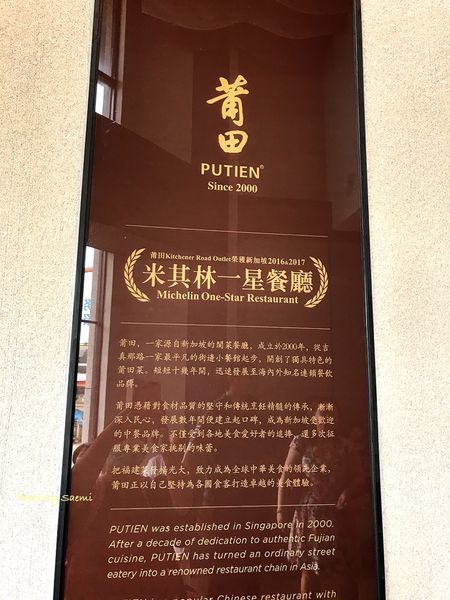 莆田
PUTIEN®
Since 2000
莆田Kitchener Road Outlet榮獲新加坡2016&2017
米其林一星餐廳
Michelin One-Star Restaurant
莆田，一家源自新加坡的閩菜餐廳，成立於2000年，從吉
真那路一家最平凡的街邊小餐館起步，開創了獨具特色的
莆田菜。短短十幾年間，迅速發展至海內外知名連鎖餐飲
品牌。
莆田憑藉對食材品質的堅守和傳統烹飪精髓的傳承，漸漸
深入民心，發展數年間便建立起口碑，成為新加坡受歡迎
的中餐品牌。不僅受到各地美食愛好者的追捧，還多次征
服專業美食家挑剔的味蕾。
把福建菜發揚光大，致力成為全球中華美食的領先企業，
莆田正以自己堅持為各國食客打造卓越的美食體驗。
PUTIEN was established in Singapore in 2000.
After a decade of dedication to authentic Fujian
cuisine, PUTIEN has turned an ordinary street
eatery into a renowned restaurant chain in Asia.
popular Chinese restaurant with
Saemi